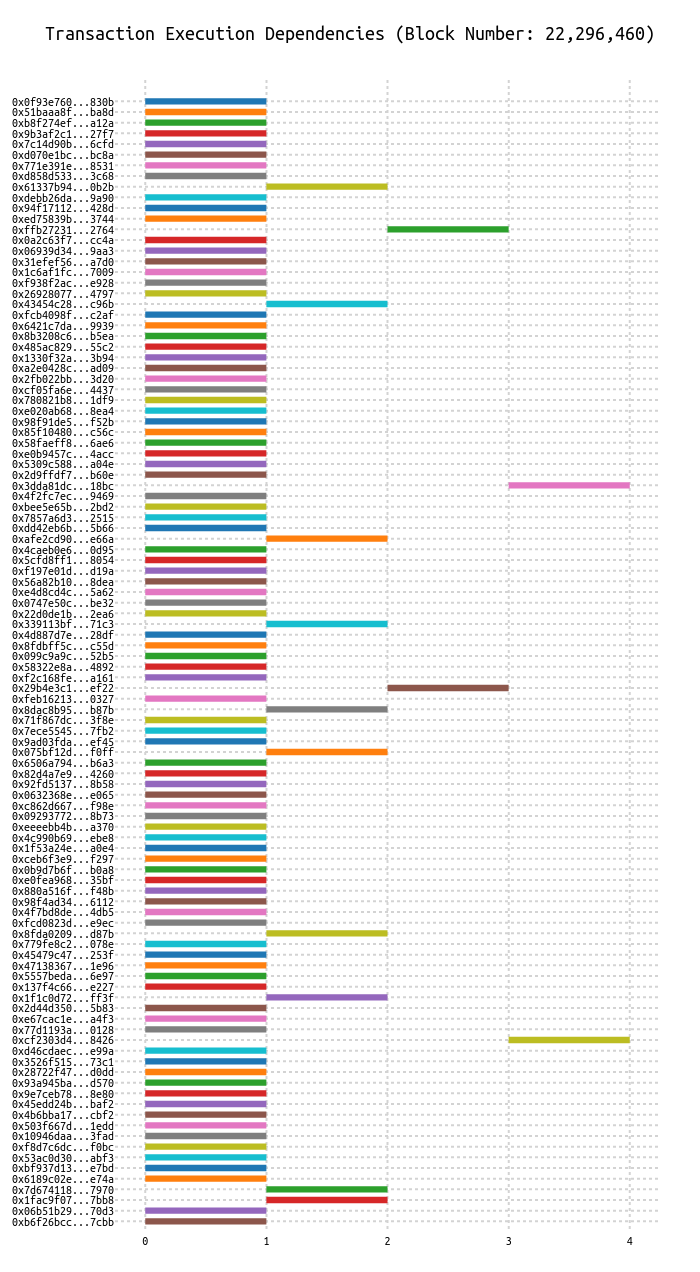 Transaction Execution Dependencies (Block Number: 22,296,460)
0x0f93e760...830b
0x51baaa8f...ba8d
0xb8f274ef...a12a
0x9b3af2c1...27f7
0x7c14d90b...6cfd
0xd070e1bc...bc8a
0x771e391e...8531
0xd858d533...3c68
0x61337b94...0b2b
0xdebb26da...9a90
0x94f17112...428d
0xed75839b...3744
0xffb27231...2764
0x0a2c63f7...cc4a
0x06939d34...9aa3
0x31efef56...a7d0
0x1c6af1fc...7009
0xf938f2ac...e928
0x26928077...4797
0x43454c28...c96b
0xfcb4098f...c2af
0x6421c7da...9939
0x8b3208c6...b5ea
0x485ac829...55c2
0x1330f32a...3b94
0xa2e0428c...ad09
0x2fb022bb...3d20
0xcf05fa6e...4437
0x780821b8...1df9
0xe020ab68...8ea4
0x98f91de5...f52b
0x85f10480...c56c
0x58faeff8...6ae6
0xe0b9457c...4acc
0x5309c588...a04e
0x2d9ffdf7...b60e
0x3dda81dc...18bc
0x4f2fc7ec...9469
0xbee5e65b...2bd2
0x7857a6d3...2515
0xdd42eb6b...5b66
0xafe2cd90...e66a
0x4caeb0e6...0d95
0x5cfd8ff1...8054
0xf197e01d...d19a
0x56a82b10...8dea
0xe4d8cd4c...5a62
0x0747e50c...be32
0x22d0de1b...2ea6
0x339113bf...71c3
0x4d887d7e...28df
0x8fdbff5c...c55d
0x099c9a9c...52b5
0x58322e8a...4892
0xf2c168fe...a161
0x29b4e3c1...ef22
0xfeb16213...0327
0x8dac8b95...b87b
0x71f867dc...3f8e
0x7ece5545...7fb2
0x9ad03fda...ef45
0x075bf12d...f0ff
0x6506a794...b6a3
0x82d4a7e9...4260
0x92fd5137...8b58
0x0632368e...e065
0xc862d667...f98e
0x09293772...8b73
0xeeeebb4b...a370
0x4c990b69...ebe8
0x1f53a24e...a0e4
0xceb6f3e9...f297
0x0b9d7b6f...b0a8
0xe0fea968...35bf
0x880a516f...f48b
0x98f4ad34...6112
0x4f7bd8de...4db5
0xfcd0823d...e9ec
0x8fda0209...d87b
0x779fe8c2...078e
0x45479c47...253f
0x47138367...1e96
0x5557beda...6e97
0x137f4c66...e227
0x1f1c0d72...ff3f
0x2d44d350...5b83
0xe67cac1e...a4f3
0x77d1193a...0128
0xcf2303d4...8426
0xd46cdaec...e99a
0x3526f515...73c1
0x28722f47...d0dd
0x93a945ba...d570
0x9e7ceb78...8e80
0x45edd24b...baf2
0x4b6bba17...cbf2
0x503f667d...1edd
0x10946daa...3fad
0xf8d7c6dc...f0bc
0x53ac0d30...abf3
0xbf937d13...e7bd
0x6189c02e...e74a
0x7d674118...7970
0x1fac9f07...7bb8
0x06b51b29...70d3
0xb6f26bcc...7cbb
0 1 2 3 4